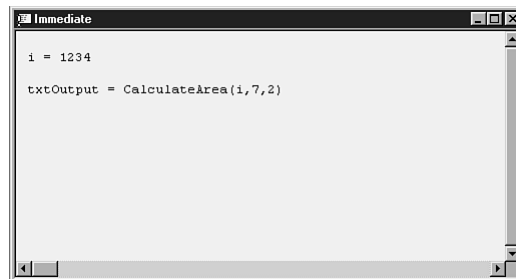 Immediate
i = 1234
txtOutput = CalculateArea(i,7,2)